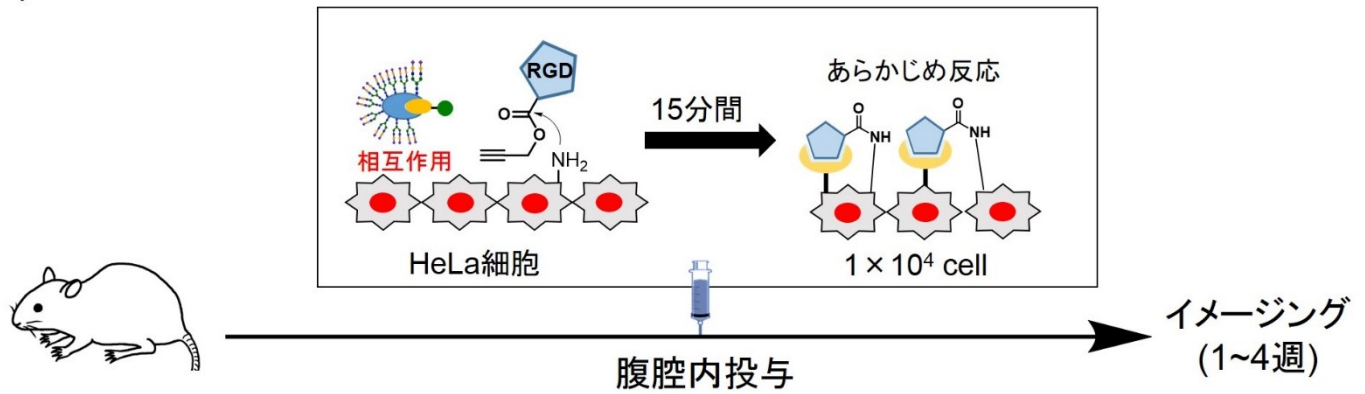 RGD
O
O
NH₂
相互作用
HeLa細胞
15分間
あらかじめ反応
O
NH
O
NH
1×10⁴ cell
腹腔内投与
イメージング
(1~4週)